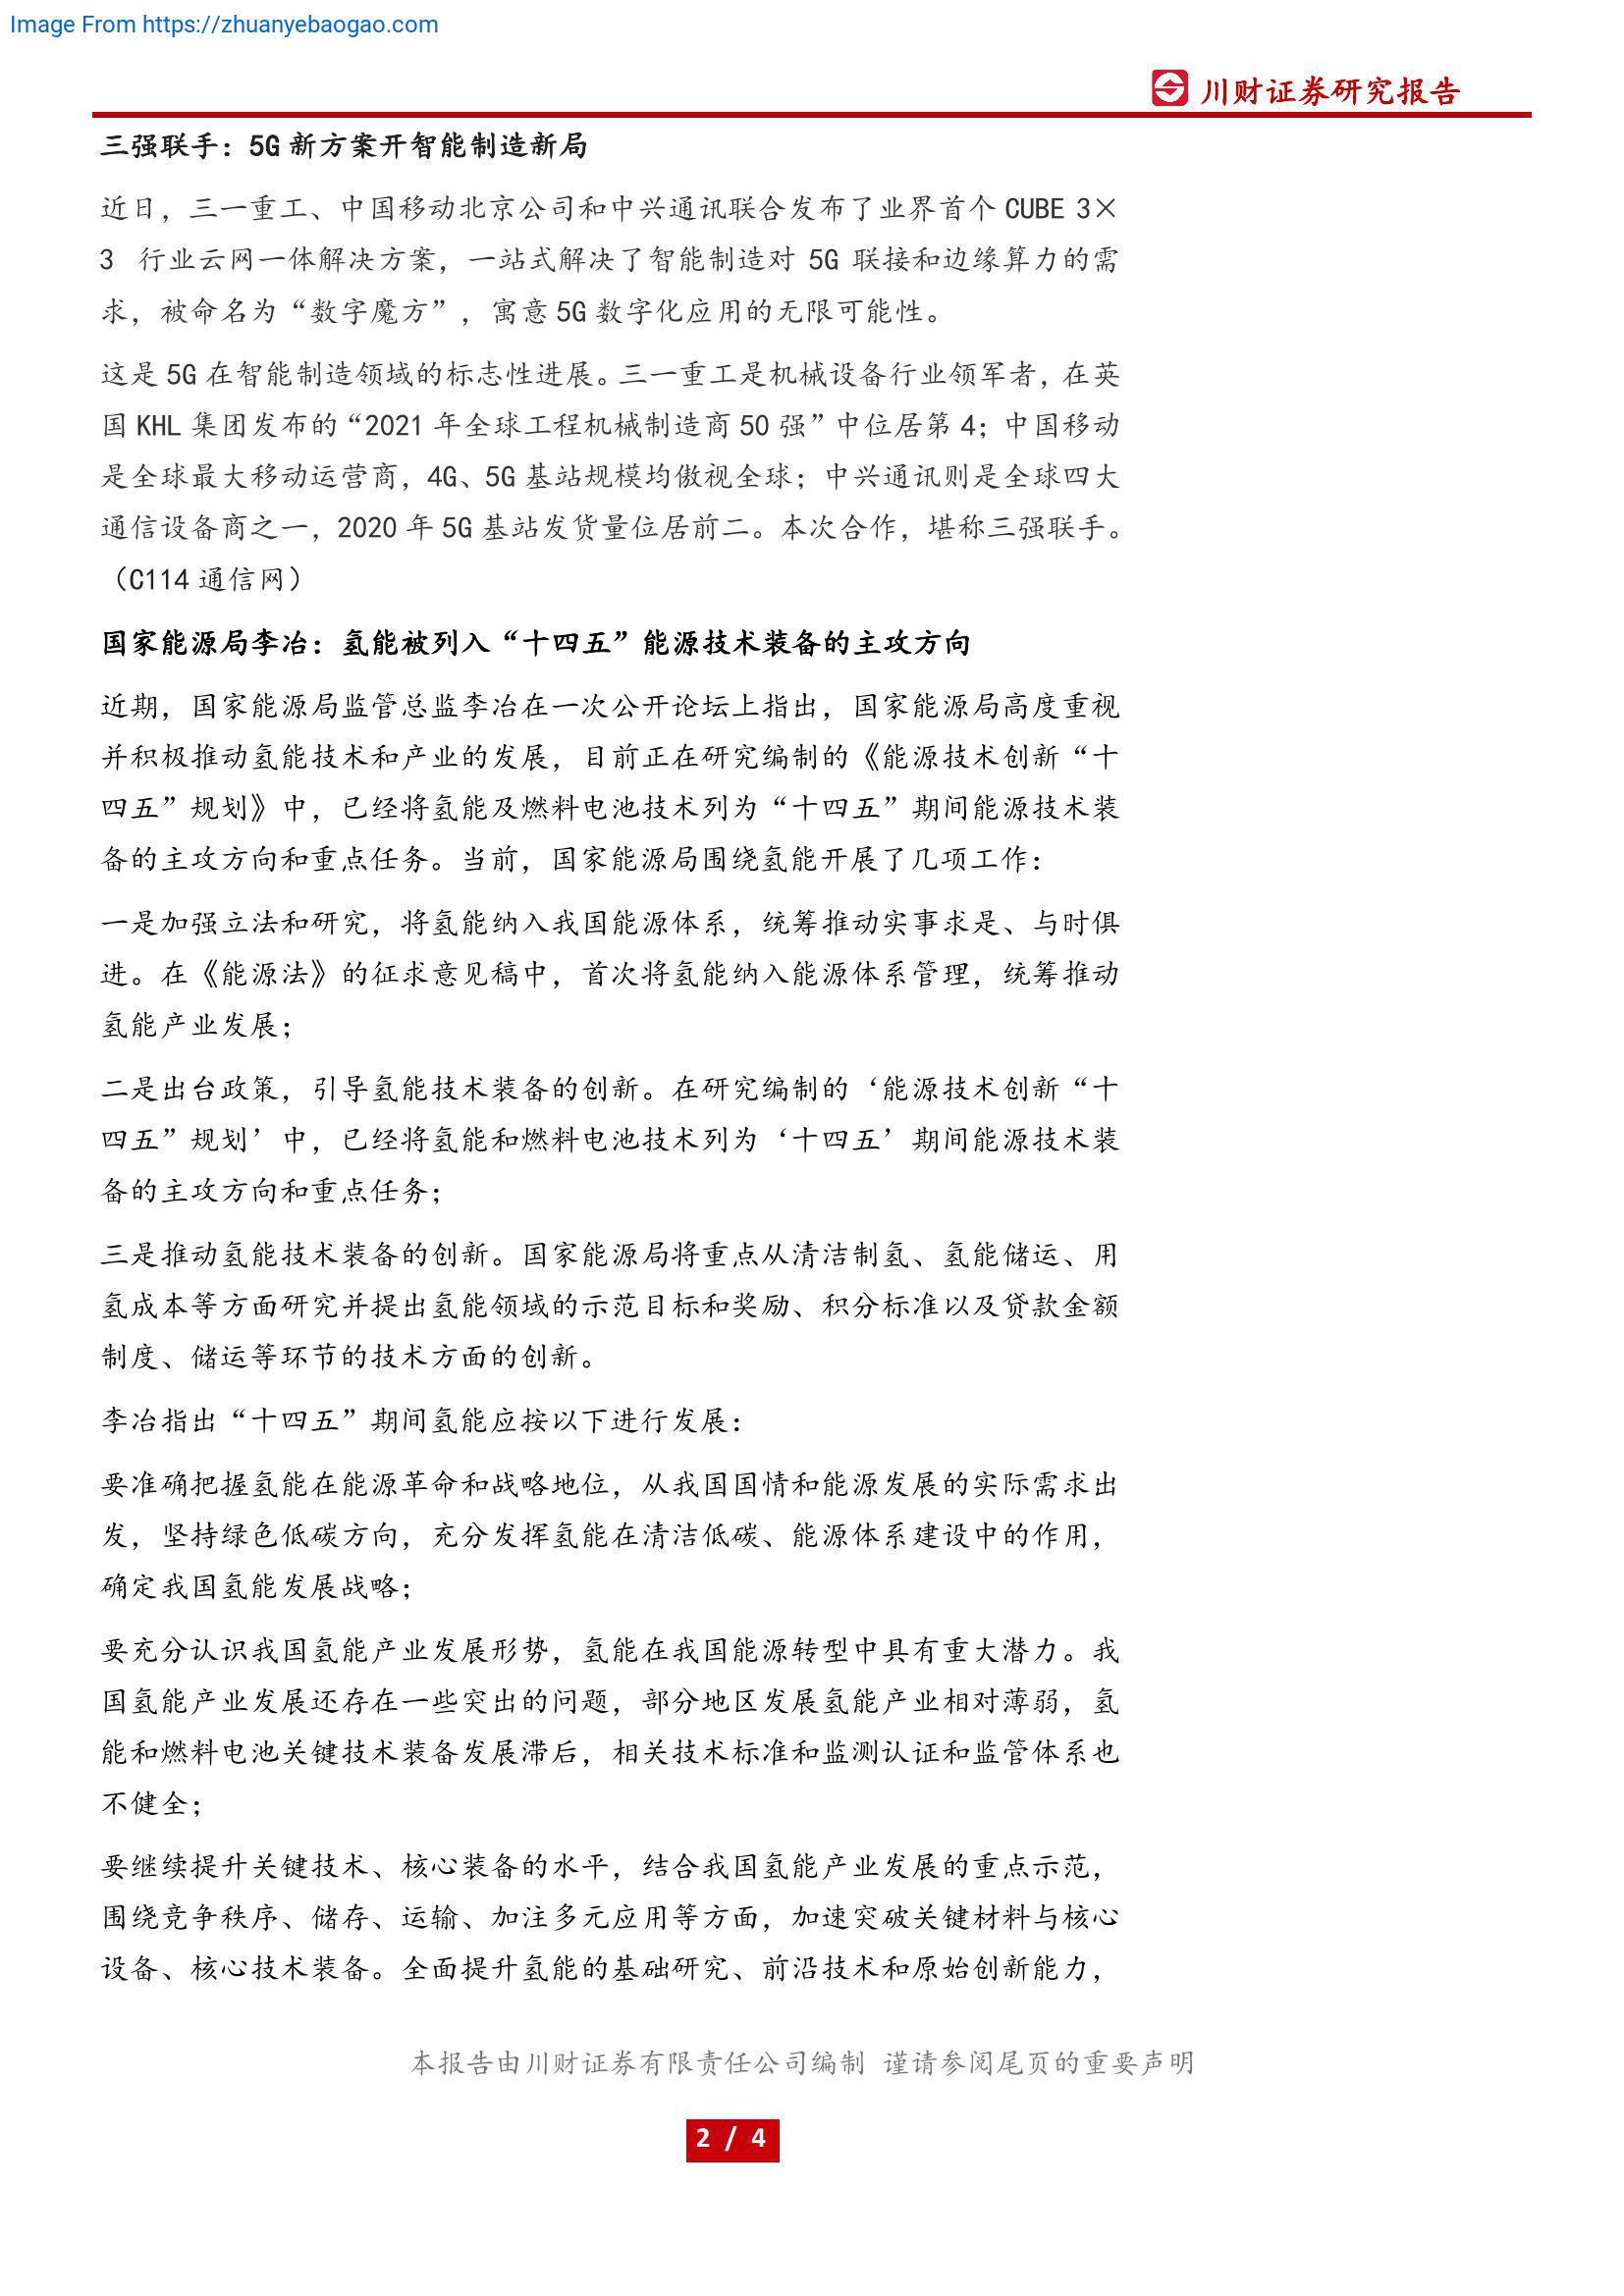 Image From https://zhuanyebaogao.com
川财证券研究报告
三强联手：5G 新方案开智能制造新局
近日，三一重工、中国移动北京公司和中兴通讯联合发布了业界首个 CUBE 3×
3 行业云网一体解决方案，一站式解决了智能制造对 5G 联接和边缘算力的需
求，被命名为“数字魔方”，寓意 5G 数字化应用的无限可能性。
这是 5G 在智能制造领域的标志性进展。三一重工是机械设备行业领军者，在英
国 KHL 集团发布的“2021 年全球工程机械制造商 50 强”中位居第 4；中国移动
是全球最大移动运营商，4G、5G 基站规模均傲视全球；中兴通讯则是全球四大
通信设备商之一，2020 年 5G 基站发货量位居前二。本次合作，堪称三强联手。
（C114 通信网）
国家能源局李冶：氢能被列入“十四五”能源技术装备的主攻方向
近期，国家能源局监管总监李冶在一次公开论坛上指出，国家能源局高度重视
并积极推动氢能技术和产业的发展，目前正在研究编制的《能源技术创新“十
四五”规划》中，已经将氢能及燃料电池技术列为“十四五”期间能源技术装
备的主攻方向和重点任务。当前，国家能源局围绕氢能开展了几项工作：
一是加强立法和研究，将氢能纳入我国能源体系，统筹推动实事求是、与时俱
进。在《能源法》的征求意见稿中，首次将氢能纳入能源体系管理，统筹推动
氢能产业发展；
二是出台政策，引导氢能技术装备的创新。在研究编制的‘能源技术创新“十
四五”规划’中，已经将氢能和燃料电池技术列为‘十四五’期间能源技术装
备的主攻方向和重点任务；
三是推动氢能技术装备的创新。国家能源局将重点从清洁制氢、氢能储运、用
氢成本等方面研究并提出氢能领域的示范目标和奖励、积分标准以及贷款金额
制度、储运等环节的技术方面的创新。
李冶指出“十四五”期间氢能应按以下进行发展：
要准确把握氢能在能源革命和战略地位，从我国国情和能源发展的实际需求出
发，坚持绿色低碳方向，充分发挥氢能在清洁低碳、能源体系建设中的作用，
确定我国氢能发展战略；
要充分认识我国氢能产业发展形势，氢能在我国能源转型中具有重大潜力。我
国氢能产业发展还存在一些突出的问题，部分地区发展氢能产业相对薄弱，氢
能和燃料电池关键技术装备发展滞后，相关技术标准和监测认证和监管体系也
不健全；
要继续提升关键技术、核心装备的水平，结合我国氢能产业发展的重点示范，
围绕竞争秩序、储存、运输、加注多元应用等方面，加速突破关键材料与核心
设备、核心技术装备。全面提升氢能的基础研究、前沿技术和原始创新能力，
本报告由川财证券有限责任公司编制 谨请参阅尾页的重要声明
2 / 4